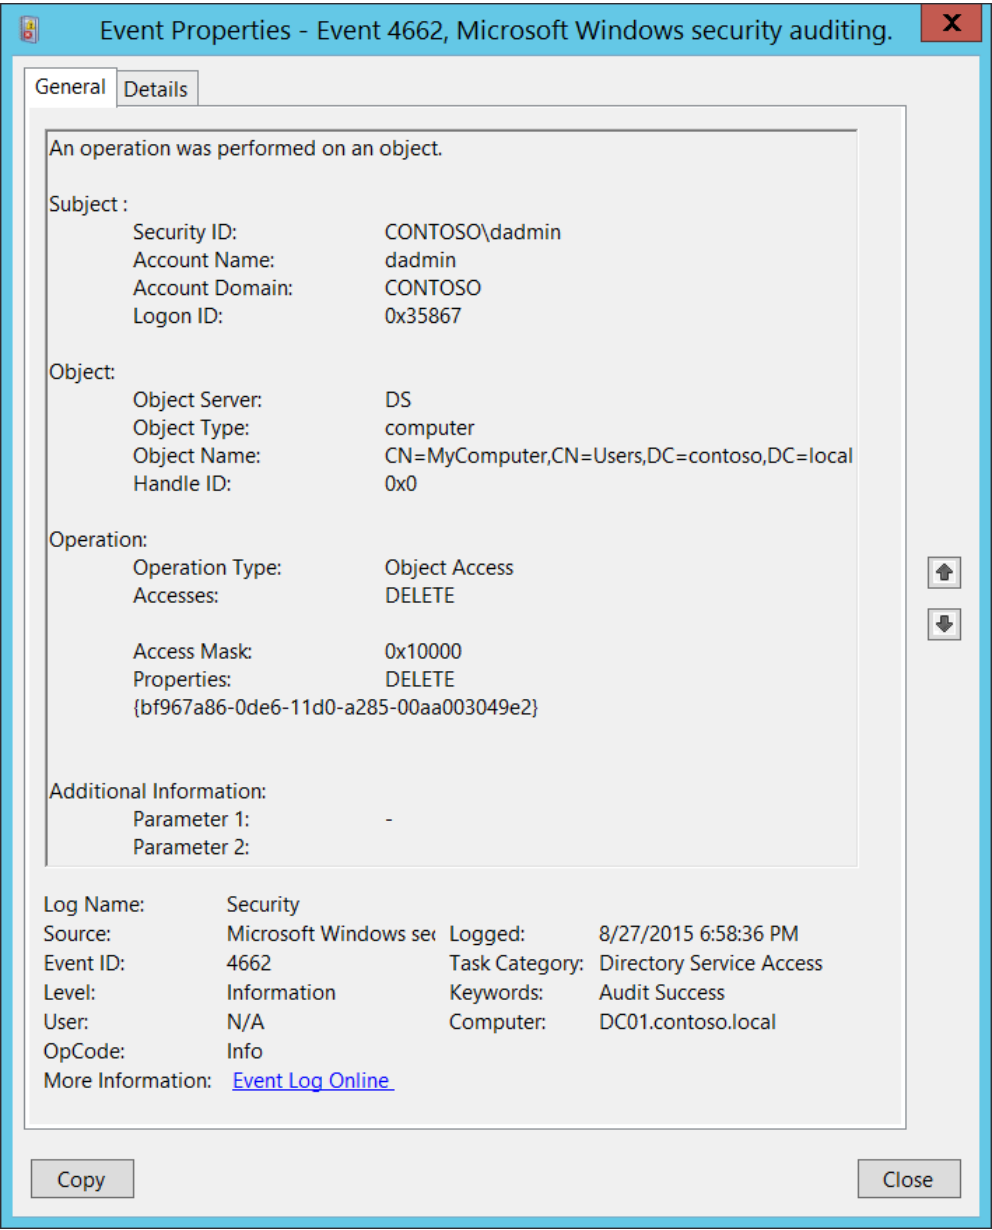 Event Properties - Event 4662, Microsoft Windows security auditing.
X
General Details
An operation was performed on an object.
Subject :
Security ID: CONTOSO\dadmin
Account Name: dadmin
Account Domain: CONTOSO
Logon ID: 0x35867
Object:
Object Server: DS
Object Type: computer
Object Name: CN=MyComputer,CN=Users,DC=contoso,DC=local
Handle ID: 0x0
Operation:
Operation Type: Object Access
Accesses: DELETE
Access Mask: 0x10000
Properties: DELETE
{bf967a86-0de6-11d0-a285-00aa003049e2}
Additional Information:
Parameter 1: -
Parameter 2:
Log Name: Security
Source: Microsoft Windows sec Logged: 8/27/2015 6:58:36 PM
Event ID: 4662 Task Category: Directory Service Access
Level: Information Keywords: Audit Success
User: N/A Computer: DC01.contoso.local
OpCode: Info
More Information: Event Log Online
Copy Close